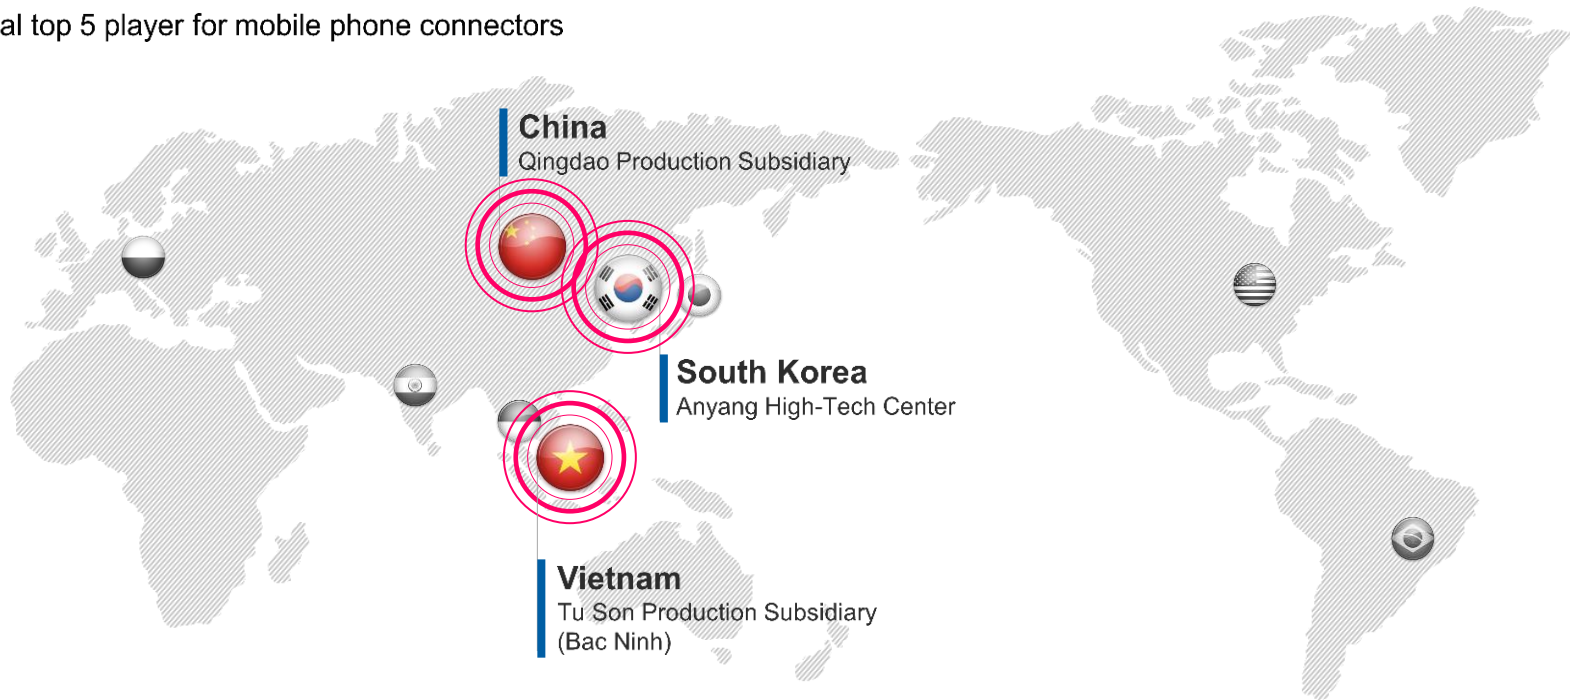 al top 5 player for mobile phone connectors
China
Qingdao Production Subsidiary
South Korea
Anyang High-Tech Center
Vietnam
Tu Son Production Subsidiary
(Bac Ninh)